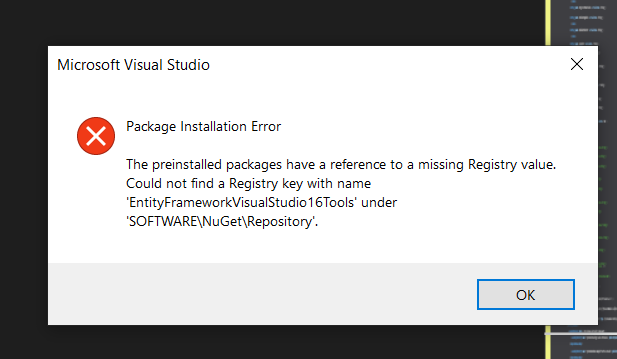 Microsoft Visual Studio
Package Installation Error
The preinstalled packages have a reference to a missing Registry value.
Could not find a Registry key with name
'EntityFrameworkVisualStudio16Tools' under
'SOFTWARE\NuGet\Repository'.
OK